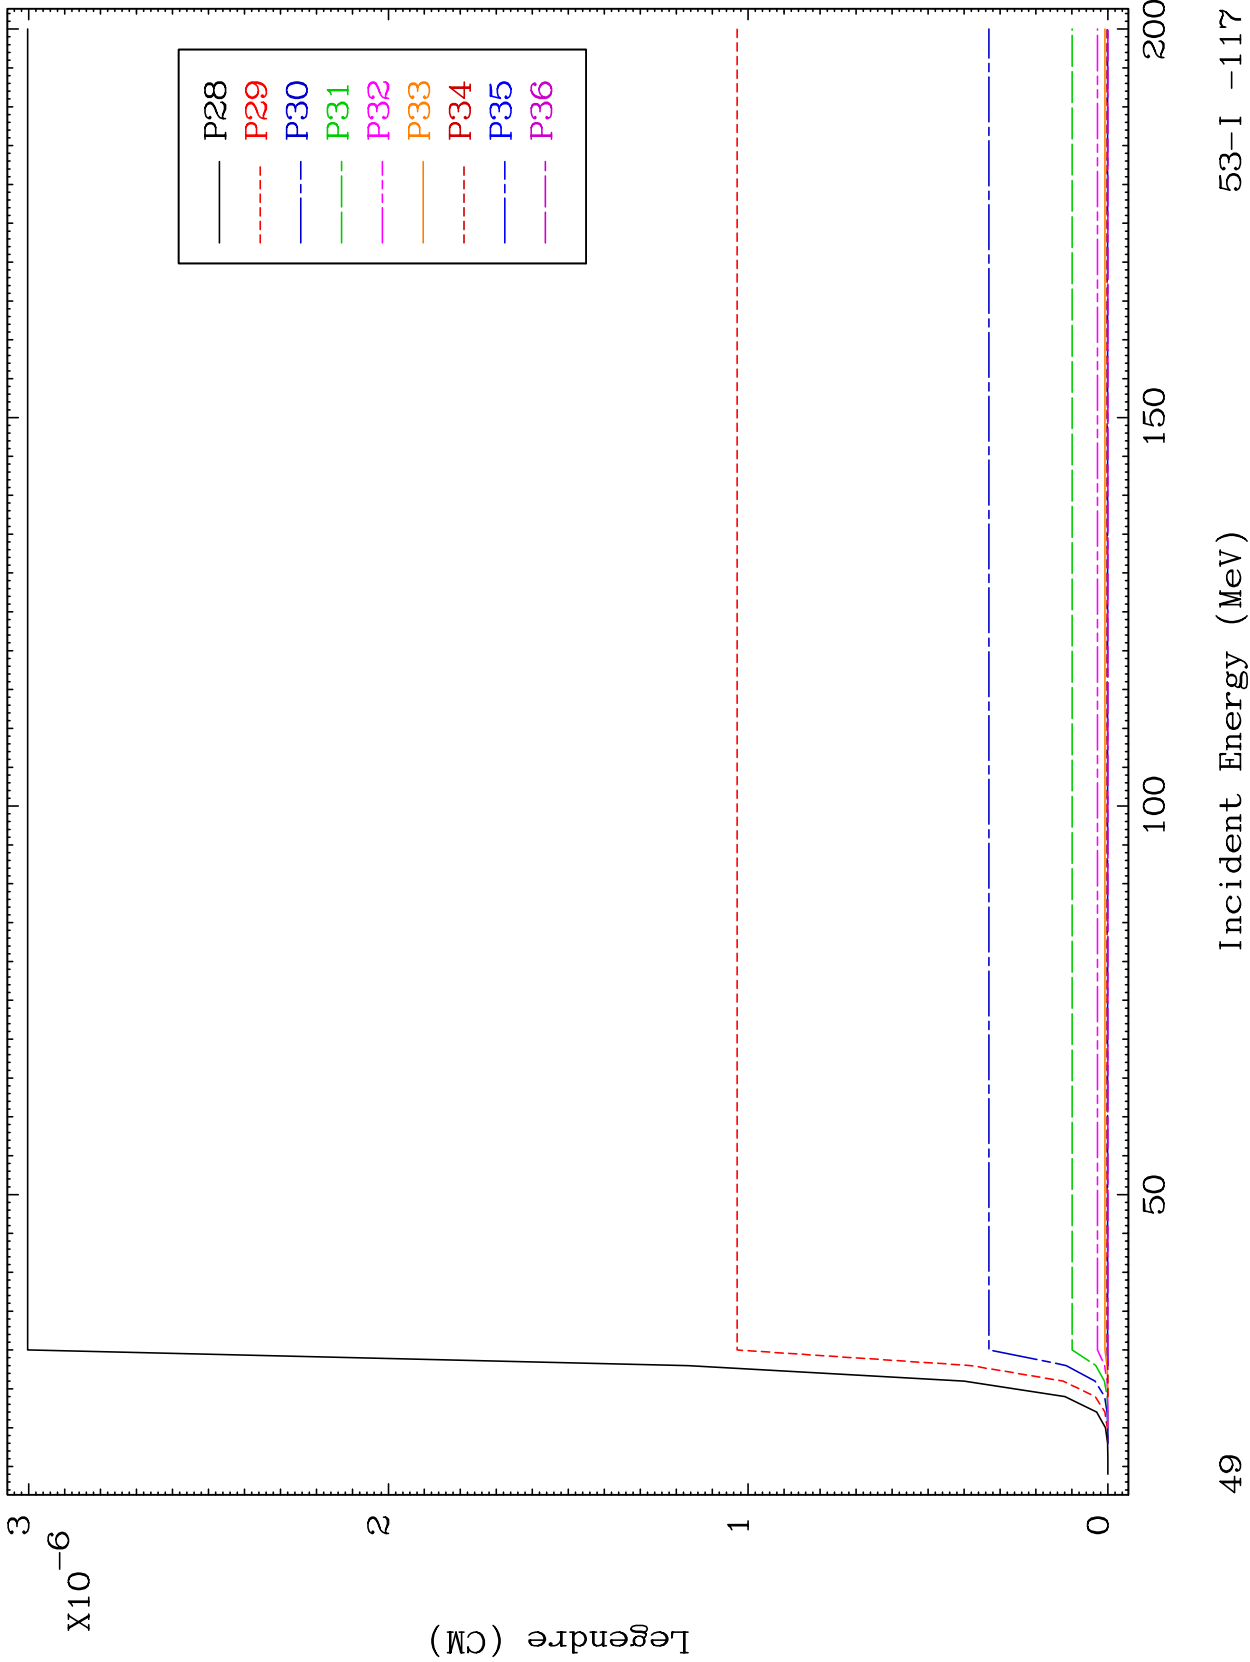 X10-6
3
2
1
0
Legendre (CM)
P28
P29
P30
P31
P32
P33
P34
P35
P36
50
100
150
200
Incident Energy (MeV)
49
53-I -117